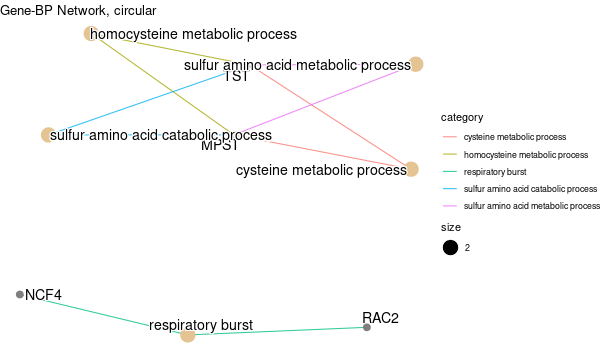 Gene-BP Network, circular
homocysteine metabolic process
sulfur amino acid metabolic process
TST
sulfur amino acid catabolic process
MPST
cysteine metabolic process
NCF4
respiratory burst
RAC2
category
cysteine metabolic process
homocysteine metabolic process
respiratory burst
sulfur amino acid catabolic process
sulfur amino acid metabolic process
size
2